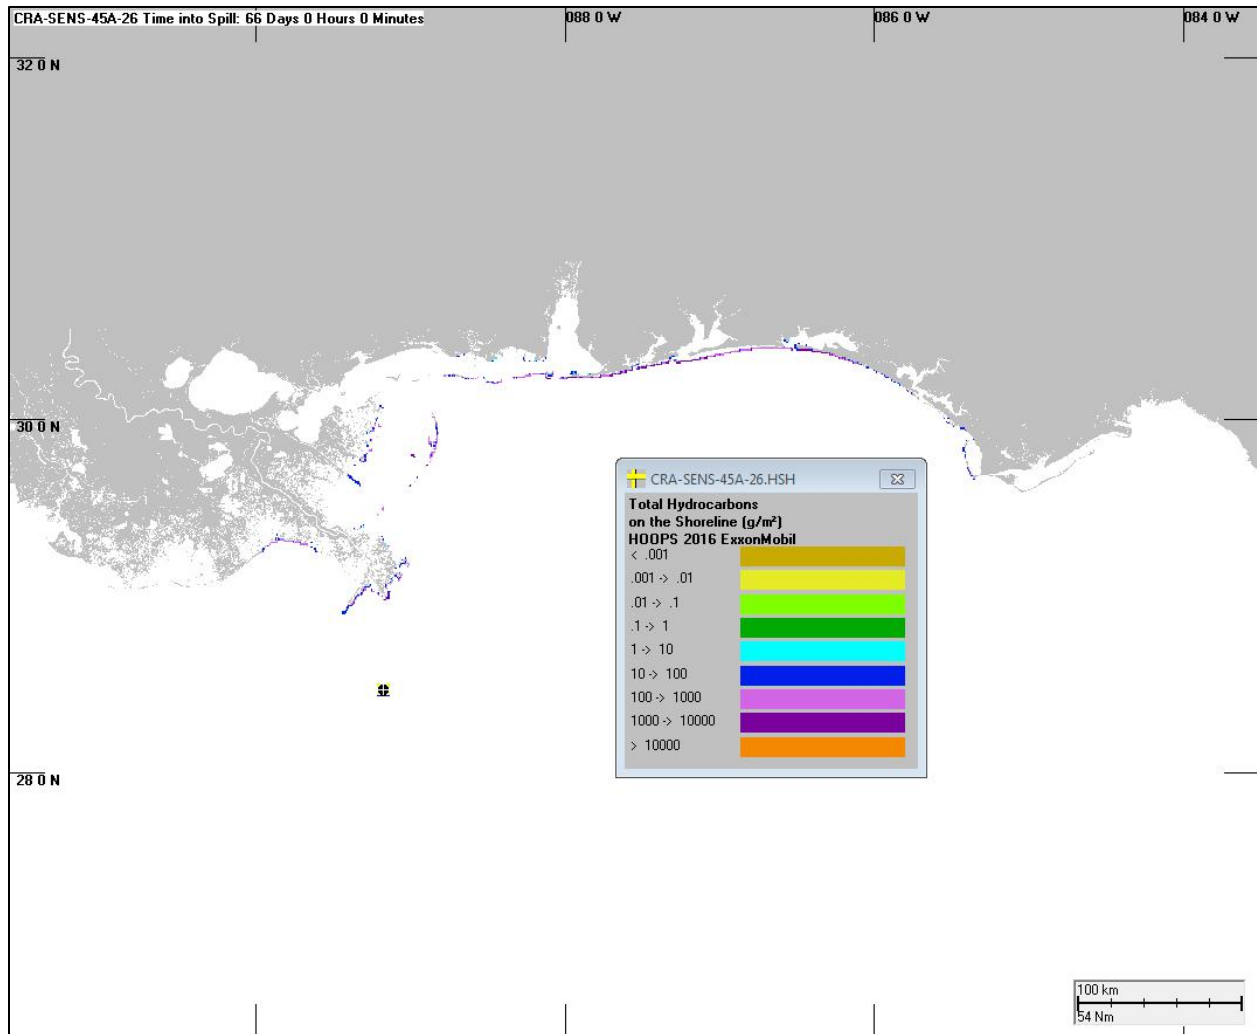 CRA-SENS-45A-26 Time into Spill: 66 Days 0 Hours 0 Minutes
088 0 W
086 0 W
084 0 W
32 0 N
30 0 N
CRA-SENS-45A-26.HSH
Total Hydrocarbons
on the Shoreline (g/m²)
HOOPS 2016 ExxonMobil
< .001
.001 -> .01
.01 -> .1
.1 -> 1
1 -> 10
10 -> 100
100 -> 1000
1000 -> 10000
> 10000
28 0 N
100 km
54 Nm